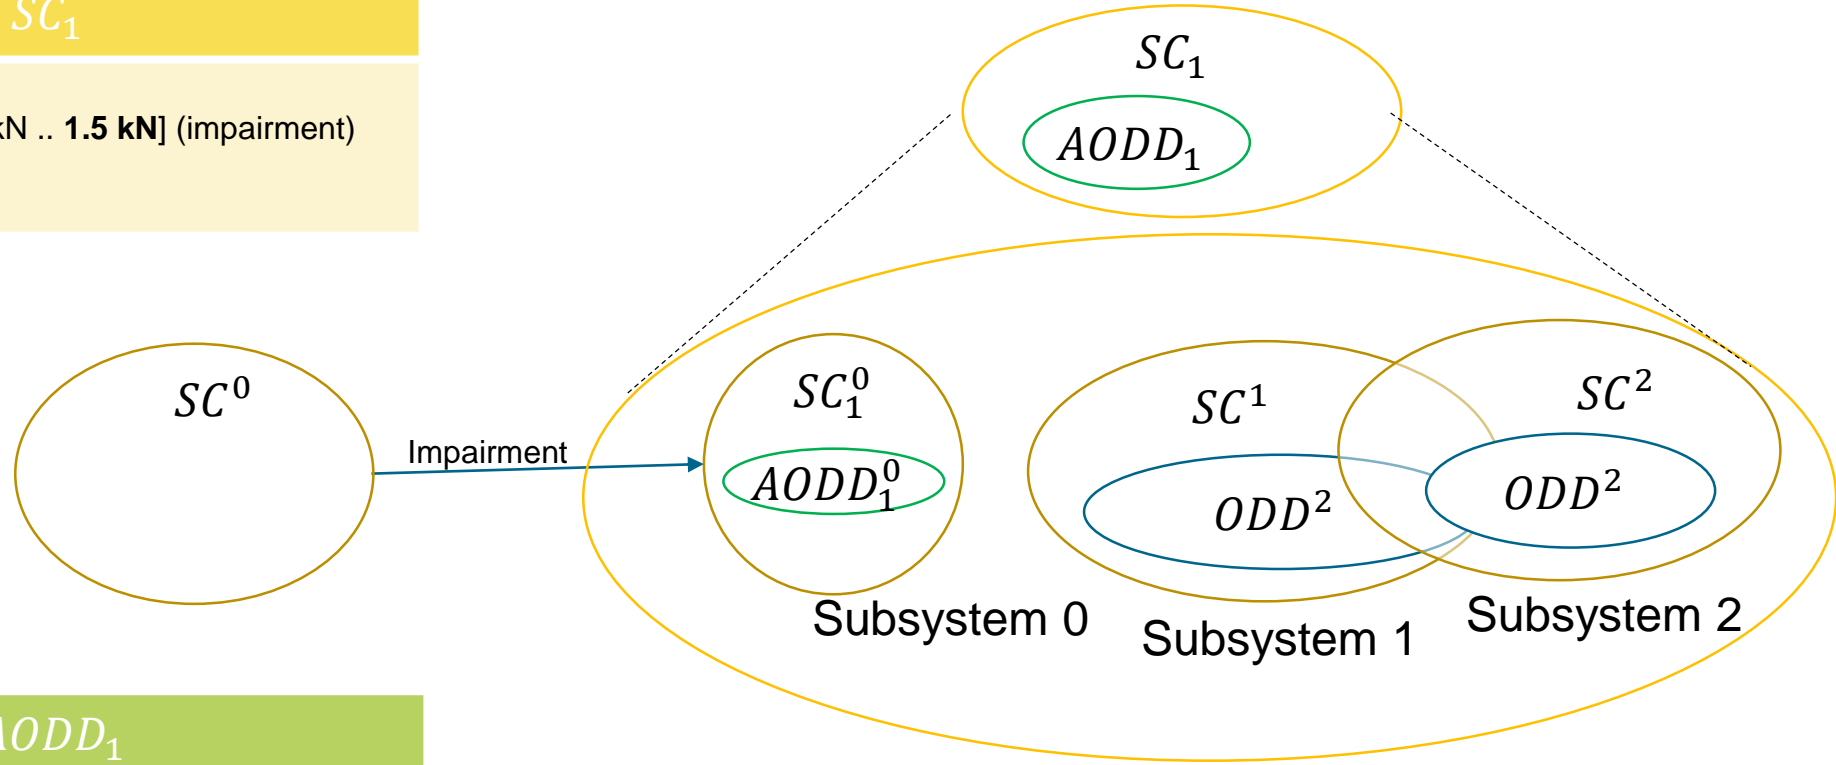 SC₁
kN .. 1.5 kN] (impairment)
SC₁
AODD₁
SC⁰
Impairment
SC₁⁰
AODD₁⁰
SC¹
SC²
ODD²
ODD²
Subsystem 0
Subsystem 1
Subsystem 2
AODD₁